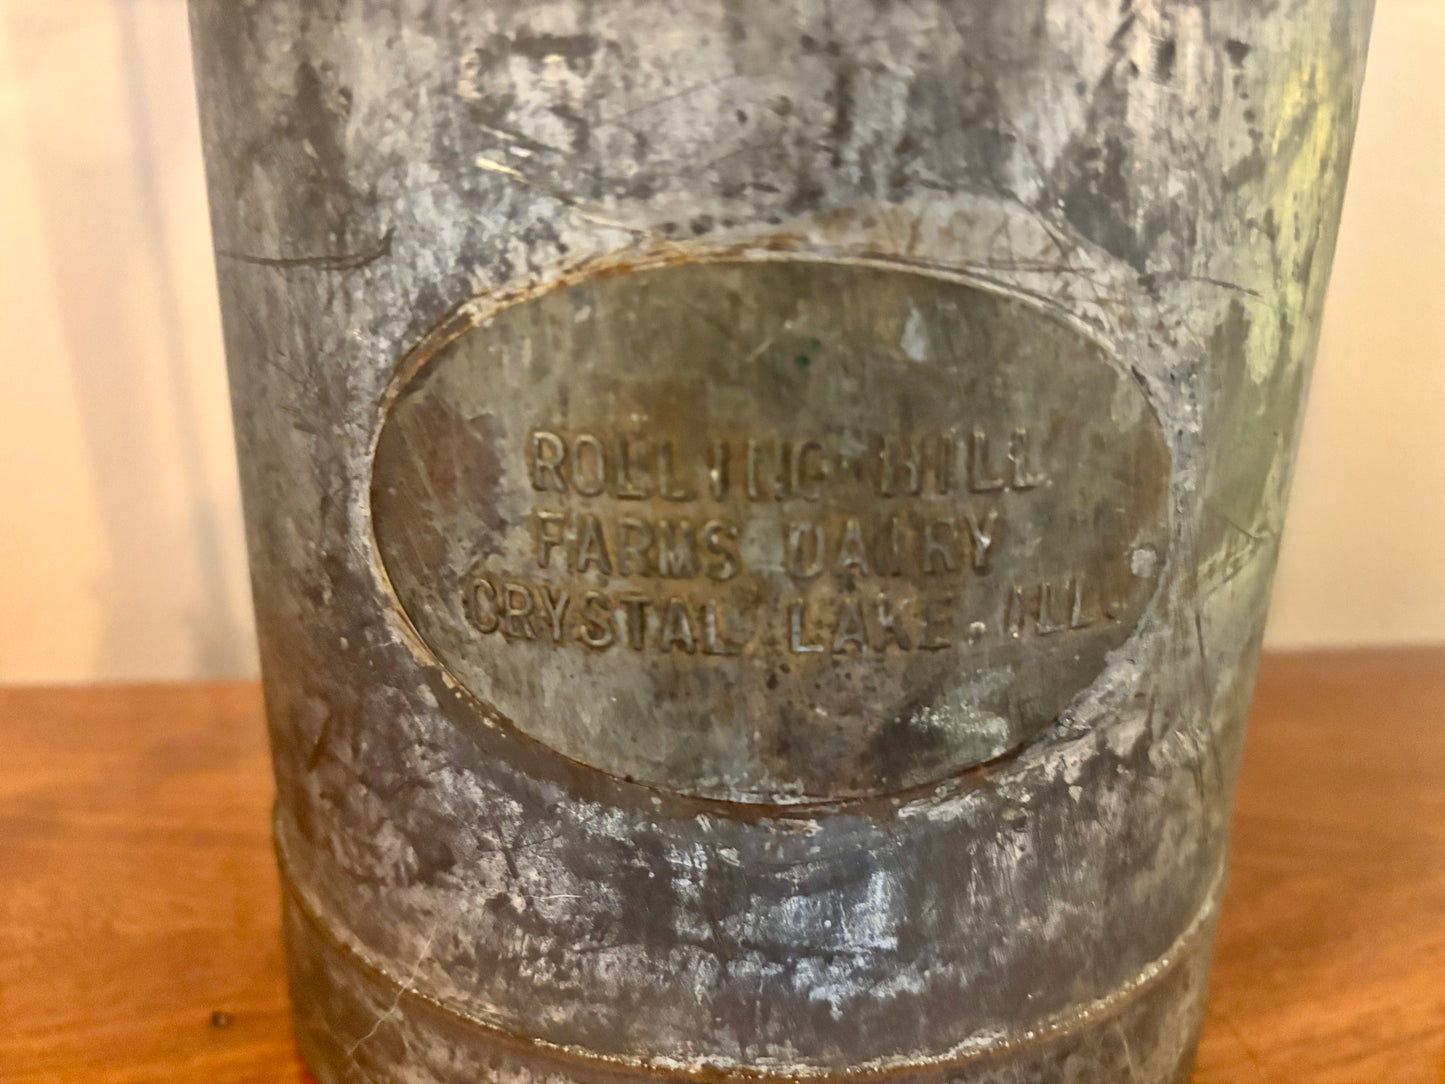 ROLLING HILL
FARMS DAIRY
CRYSTAL LAKE. ILL.